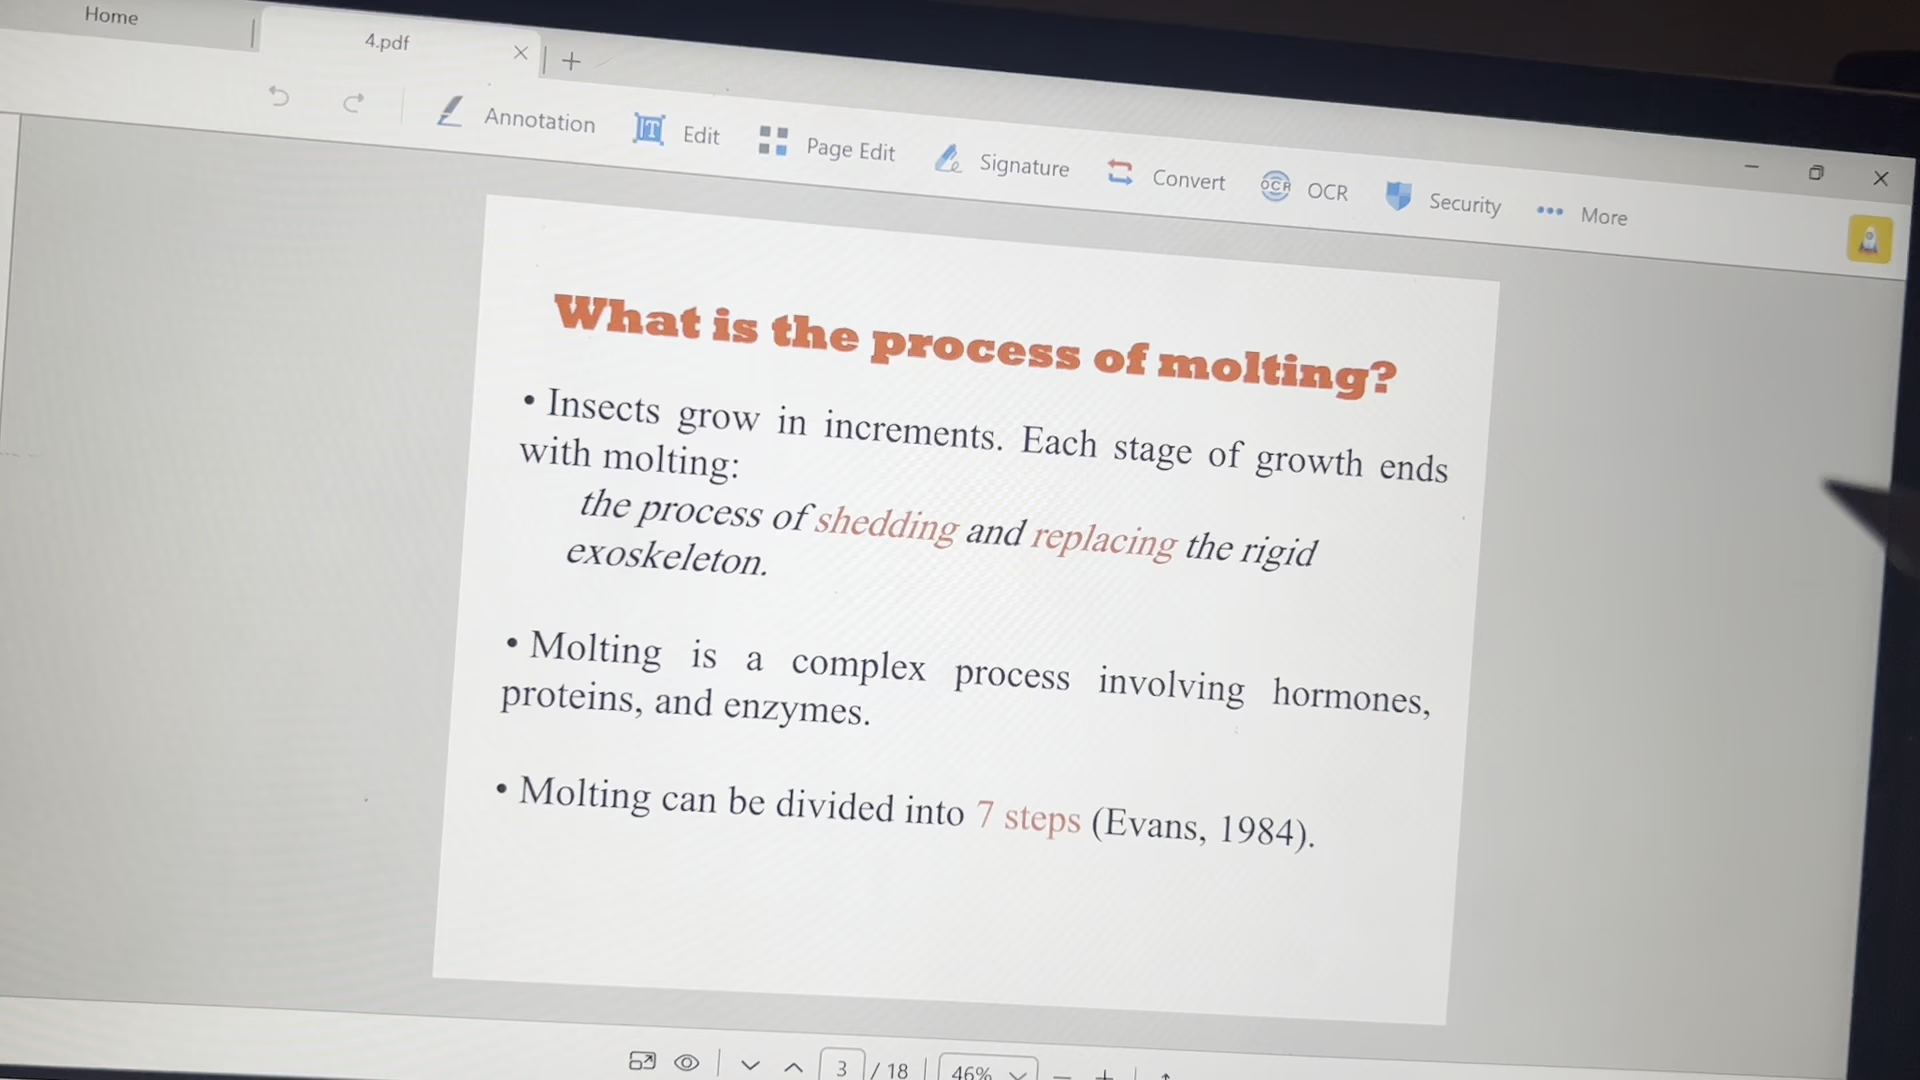 Home
4.pdf
Annotation
Edit
Page Edit
Signature
Convert
OCR
OCR
Security
More
What is the process of molting?
• Insects grow in increments. Each stage of growth ends
with molting:
the process of shedding and replacing the rigid
exoskeleton.
• Molting is a complex process involving hormones,
proteins, and enzymes.
• Molting can be divided into 7 steps (Evans, 1984).
3 / 18
46%